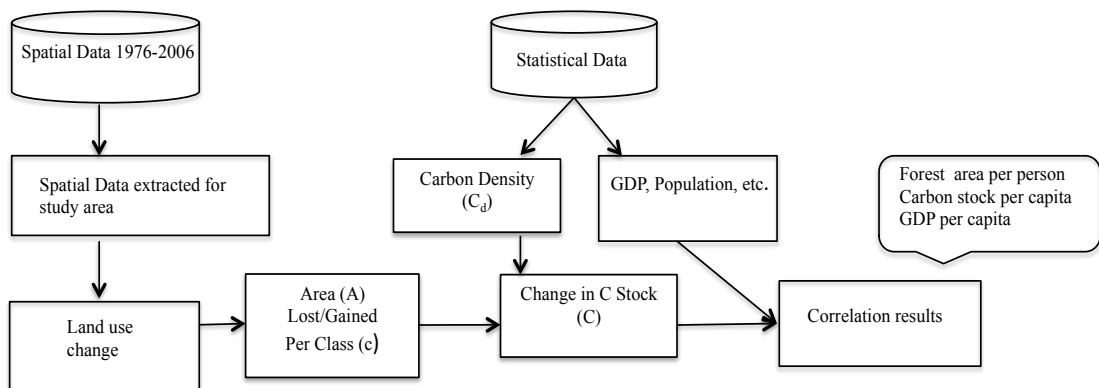 Spatial Data 1976-2006
Statistical Data
Spatial Data extracted for
study area
Carbon Density
(Cd)
GDP, Population, etc.
Forest area per person
Carbon stock per capita
GDP per capita
Land use
change
Area (A)
Lost/Gained
Per Class (c)
Change in C Stock
(C)
Correlation results